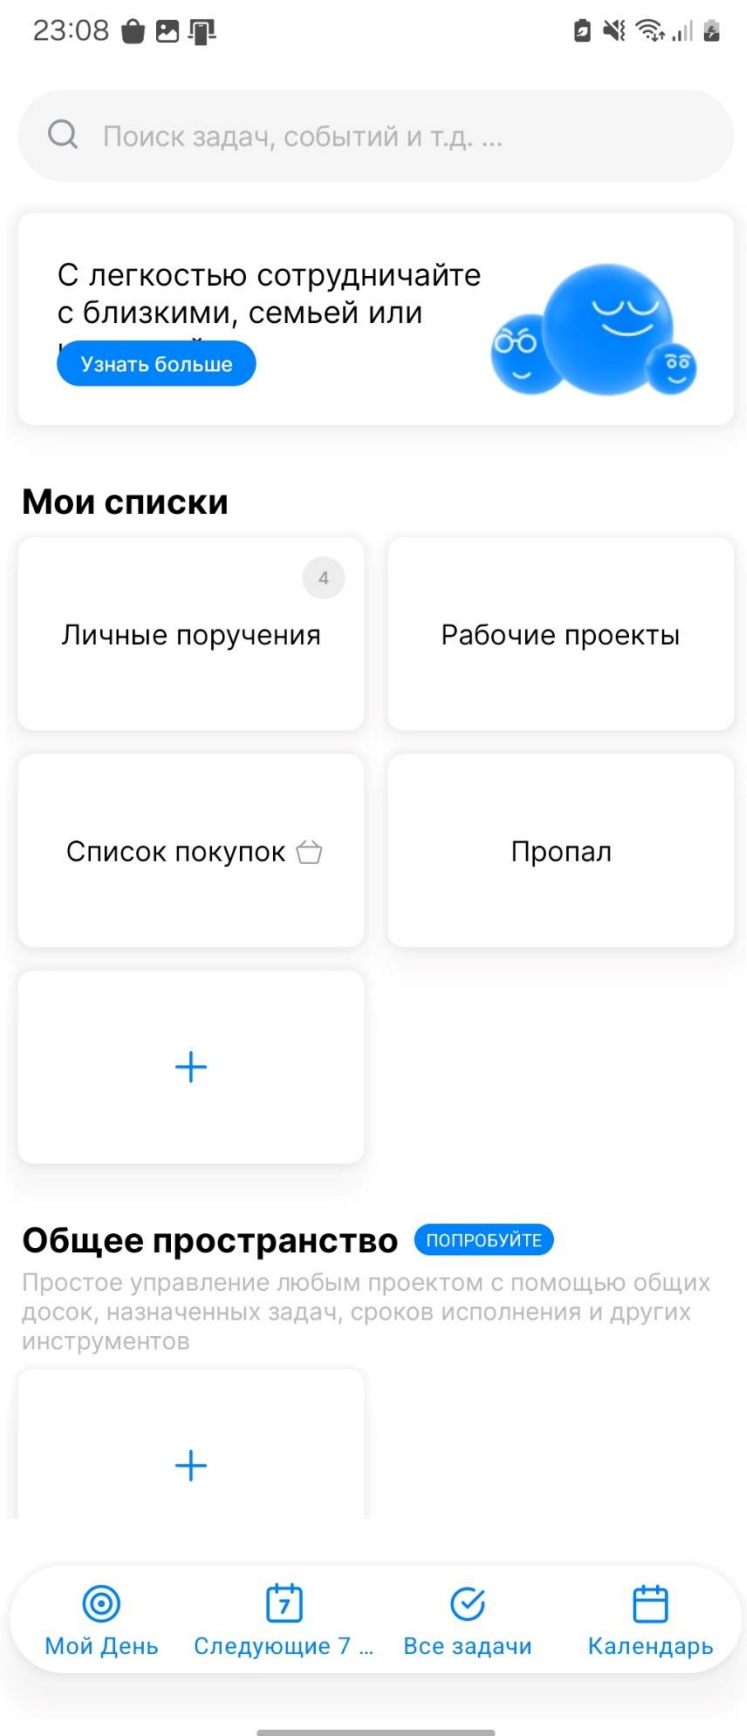 23:08
Поиск задач, событий и т.д. ...
С легкостью сотрудничайте
с близкими, семьей или
Узнать больше
Мои списки
4
Личные поручения
Рабочие проекты
Список покупок
Пропал
Общее пространство ПОПРОБУЙТЕ
Простое управление любым проектом с помощью общих
досок, назначенных задач, сроков исполнения и других
инструментов
7
Мой День
Следующие 7 ...
Все задачи
Календарь